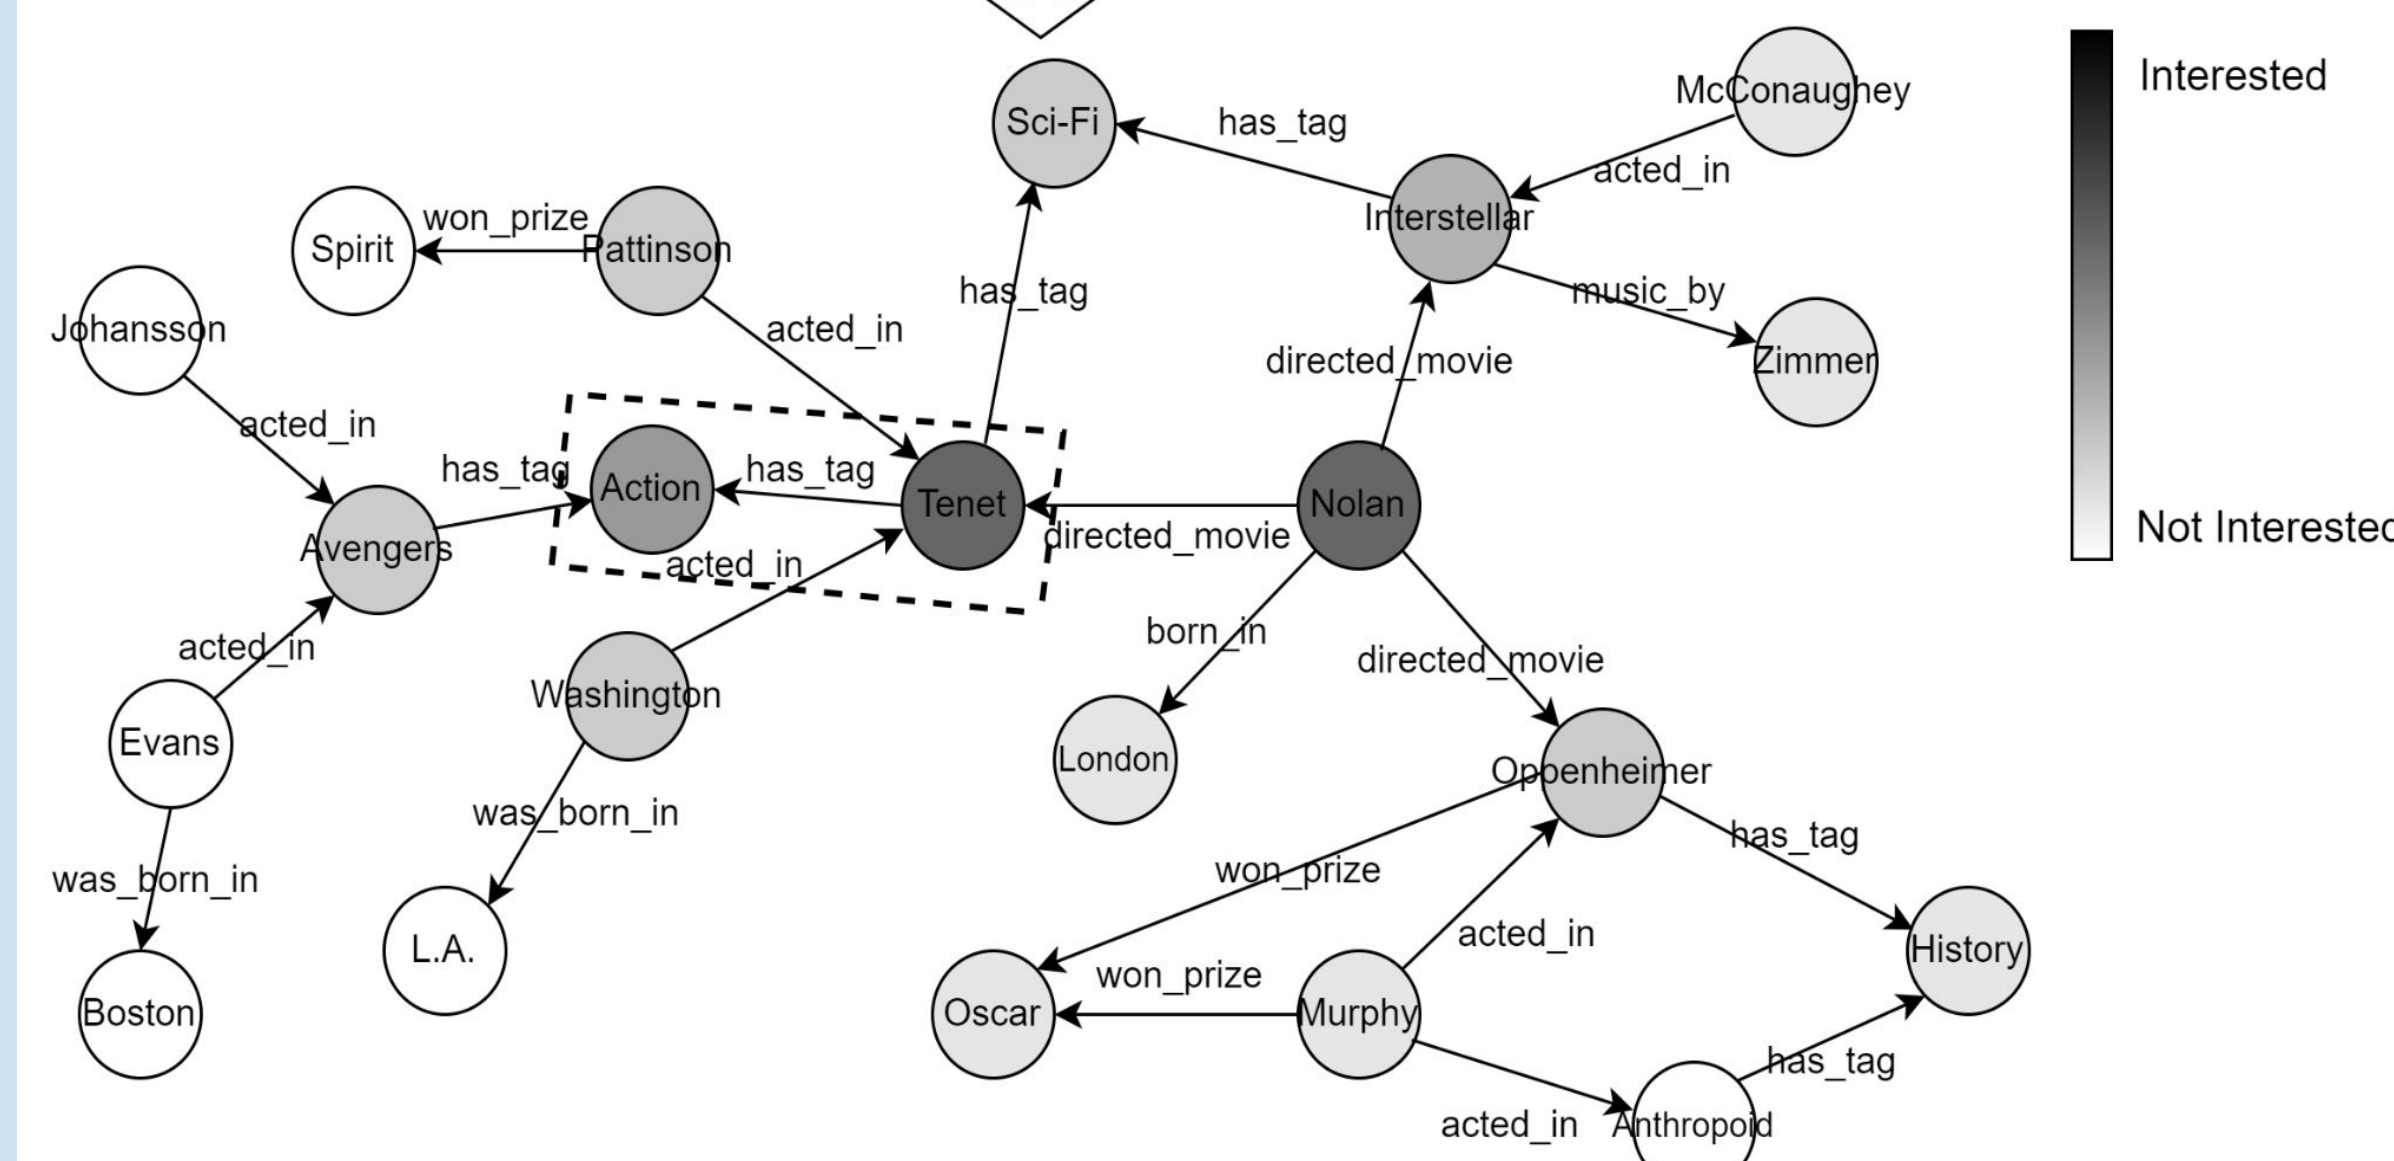 McConaughey
Interested
Sci-Fi
has_tag
acted_in
Interstellar
won_prize
Spirit
Pattinson
has_tag
music_by
Johansson
acted_in
directed_movie
Zimmer
acted_in
has_tag
has_tag
Action
Tenet
Nolan
directed_movie
Not Interested
Avengers
acted_in
acted_in
born_in
directed_movie
Washington
Evans
London
Oppenheimer
was_born_in
has_tag
was_born_in
won_prize
acted_in
L.A.
History
won_prize
Boston
Oscar
Murphy
has_tag
acted_in
Anthropoid